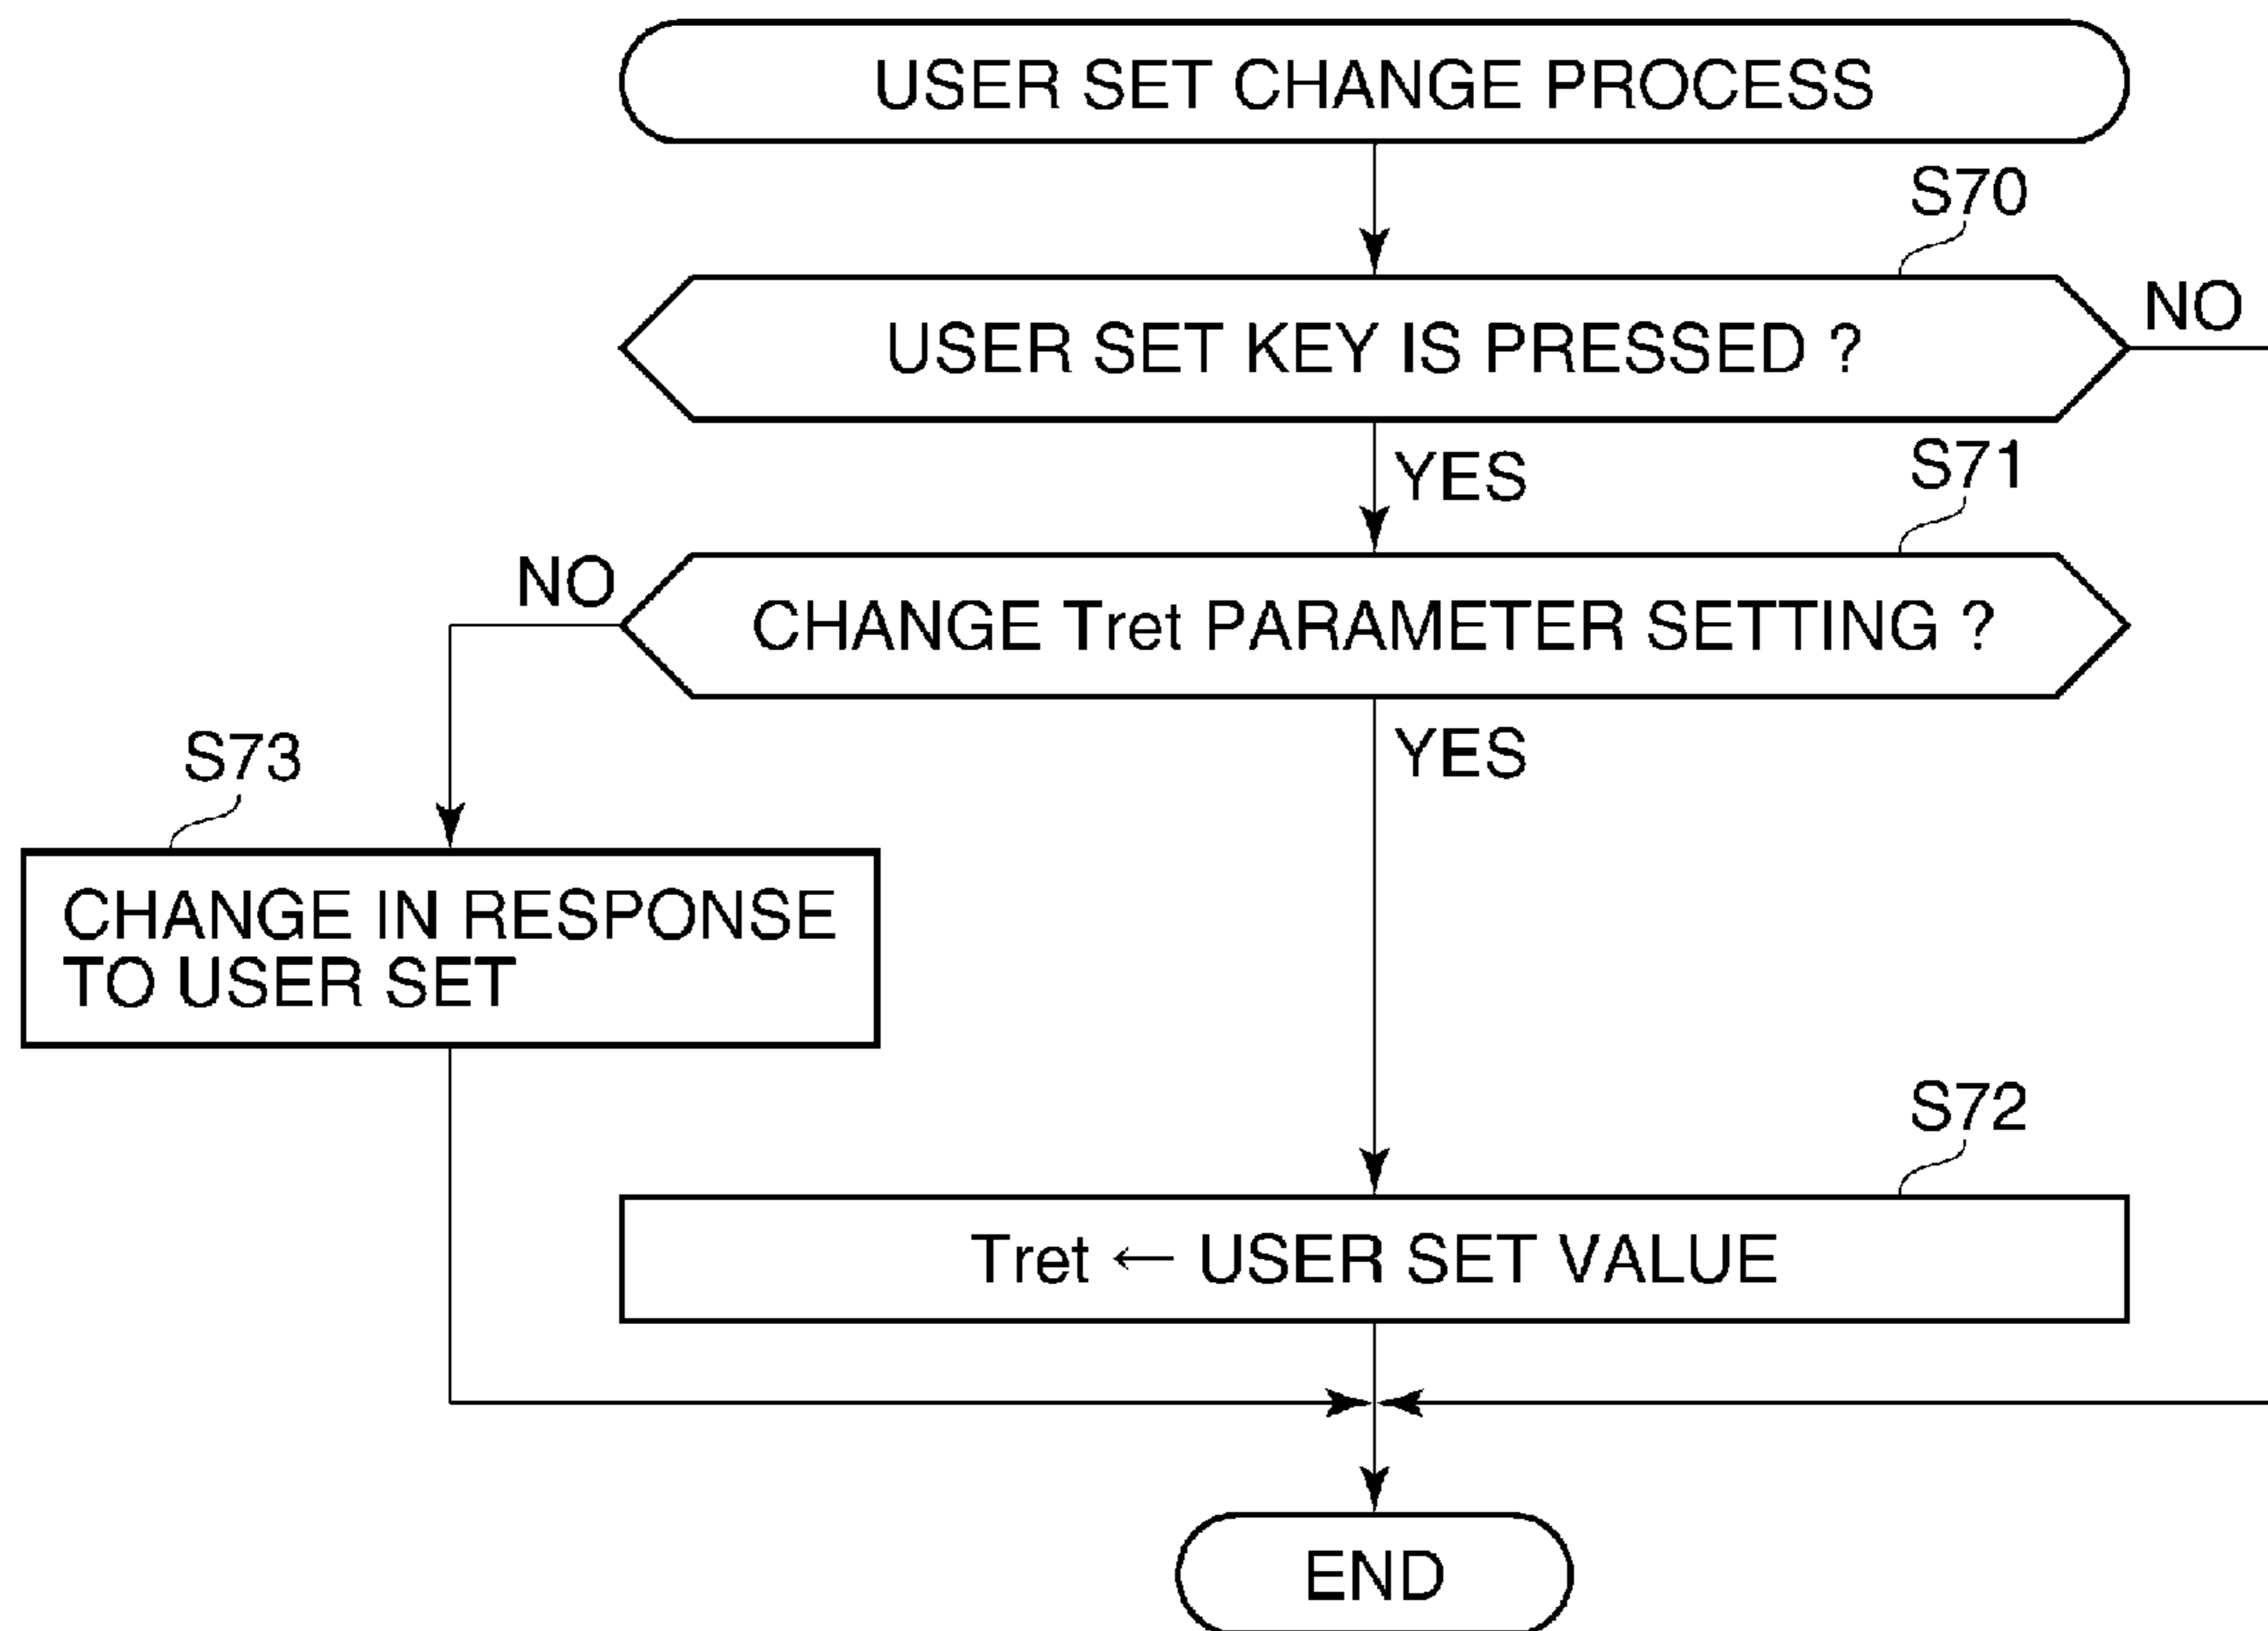 USER SET CHANGE PROCESS
S70
USER SET KEY IS PRESSED ?
NO
YES
S71
NO
CHANGE Tret PARAMETER SETTING ?
YES
S73
CHANGE IN RESPONSE
TO USER SET
S72
Tret ← USER SET VALUE
END